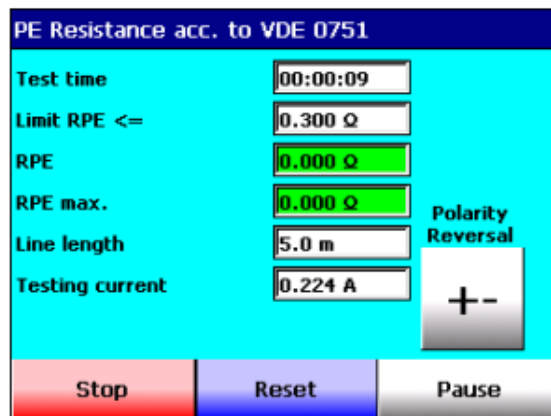 PE Resistance acc. to VDE 0751
Test time 00:00:09
Limit RPE <= 0.300 Ω
RPE 0.000 Ω
RPE max. 0.000 Ω
Line length 5.0 m
Testing current 0.224 A
Polarity
Reversal
+-
Stop Reset Pause